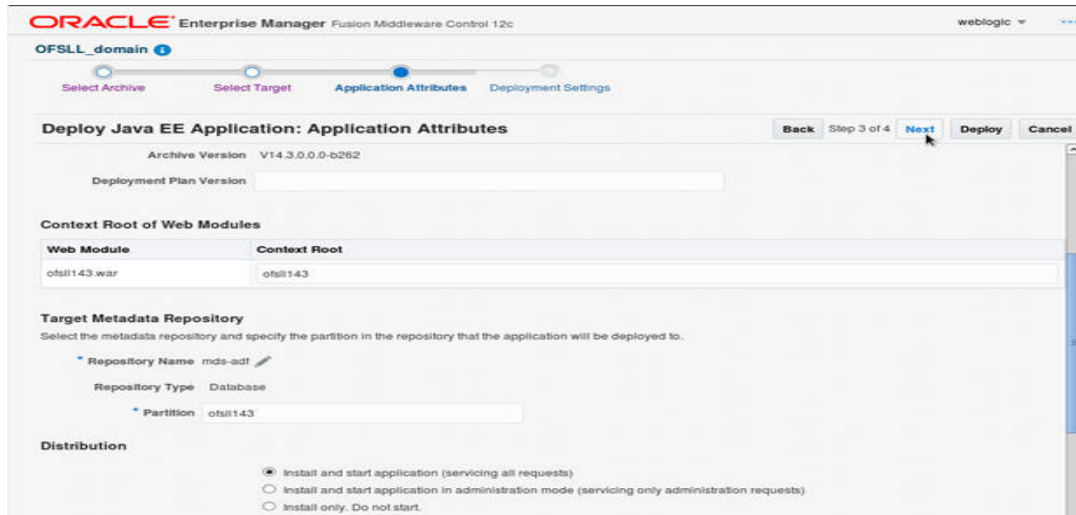 ORACLE Enterprise Manager Fusion Middleware Control 12c weblogic
OFSLL_domain
Select Archive Select Target Application Attributes Deployment Settings
Deploy Java EE Application: Application Attributes Back Step 3 of 4 Next Deploy Cancel
Archive Version V14.3.0.0.0-b262
Deployment Plan Version
Context Root of Web Modules
Web Module Context Root
ofsll143.war ofsll143
Target Metadata Repository
Select the metadata repository and specify the partition in the repository that the application will be deployed to.
* Repository Name mds-adf
Repository Type Database
* Partition ofsll143
Distribution
Install and start application (servicing all requests)
Install and start application in administration mode (servicing only administration requests)
Install only. Do not start.